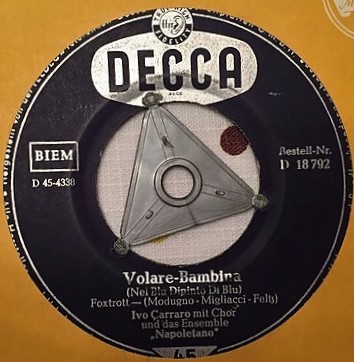 DECCA
BIEM
D 45-4338
Bestell-Nr.
D 18792
Volare-Bambina
(Nel Blu Dipinto Di Blu)
Foxtrott — (Modugno - Migliacci - Feltz)
Ivo Carraro mit Chor
und das Ensemble
„Napoletano"
45